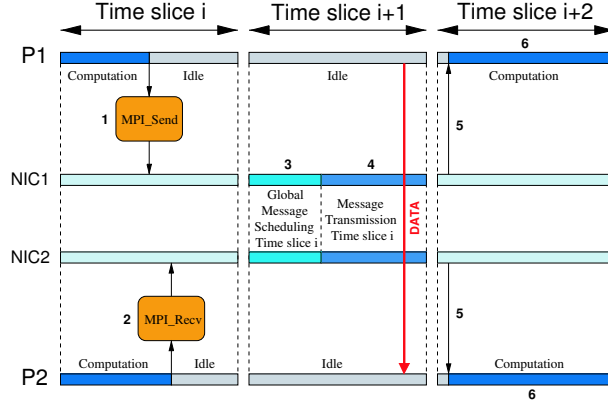 Time slice i
Time slice i+1
Time slice i+2
P1
6
Computation
Idle
Idle
Computation
1
MPI_Send
5
NIC1
3
4
Global
Message
Scheduling
Time slice i
Message
Transmission
Time slice i
DATA
NIC2
2
MPI_Recv
5
Computation
Idle
Idle
Computation
P2
6